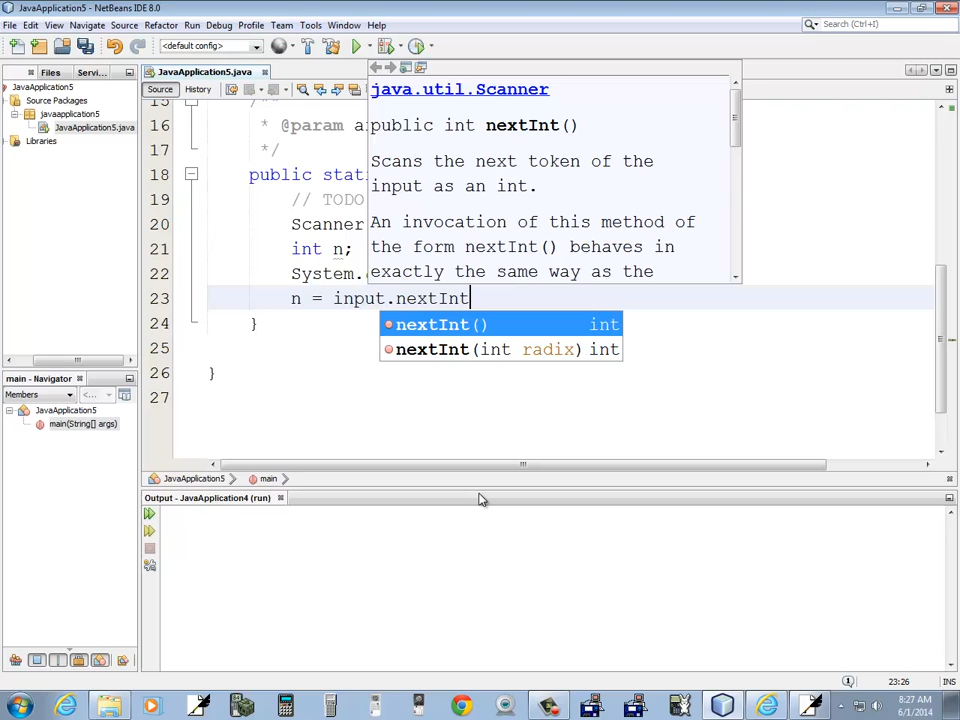 JavaApplication5 - NetBeans IDE 8.0
File Edit View Navigate Source Refactor Run Debug Profile Team Tools Window Help
<default config>
Search (Ctrl+I)
Files Servi...
JavaApplication5
Source Packages
javaapplication5
JavaApplication5.java
Libraries
JavaApplication5.java
Source History
15 /**
16 * @param a
17 */
18 public stat
19 // TODO
20 Scanner
21 int n;
22 System.
23 n = input.nextInt
24 }
25
26 }
27
java.util.Scanner
public int nextInt()
Scans the next token of the
input as an int.
An invocation of this method of
the form nextInt() behaves in
exactly the same way as the
nextInt() int
nextInt(int radix) int
main - Navigator
Members <...
JavaApplication5
main(String[] args)
JavaApplication5 main
Output - JavaApplication4 (run)
1 23:26 INS
8:27 AM
6/1/2014